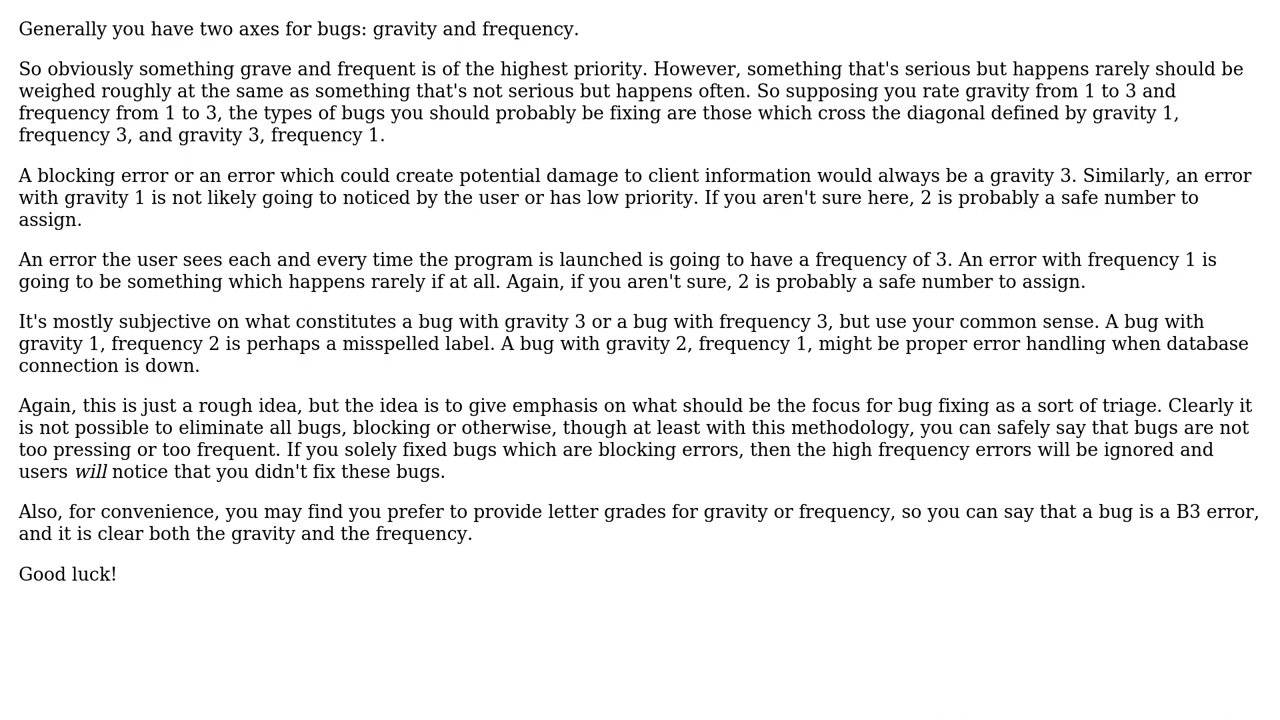 Generally you have two axes for bugs: gravity and frequency.
So obviously something grave and frequent is of the highest priority. However, something that's serious but happens rarely should be
weighed roughly at the same as something that's not serious but happens often. So supposing you rate gravity from 1 to 3 and
frequency from 1 to 3, the types of bugs you should probably be fixing are those which cross the diagonal defined by gravity 1,
frequency 3, and gravity 3, frequency 1.
A blocking error or an error which could create potential damage to client information would always be a gravity 3. Similarly, an error
with gravity 1 is not likely going to noticed by the user or has low priority. If you aren't sure here, 2 is probably a safe number to
assign.
An error the user sees each and every time the program is launched is going to have a frequency of 3. An error with frequency 1 is
going to be something which happens rarely if at all. Again, if you aren't sure, 2 is probably a safe number to assign.
It's mostly subjective on what constitutes a bug with gravity 3 or a bug with frequency 3, but use your common sense. A bug with
gravity 1, frequency 2 is perhaps a misspelled label. A bug with gravity 2, frequency 1, might be proper error handling when database
connection is down.
Again, this is just a rough idea, but the idea is to give emphasis on what should be the focus for bug fixing as a sort of triage. Clearly it
is not possible to eliminate all bugs, blocking or otherwise, though at least with this methodology, you can safely say that bugs are not
too pressing or too frequent. If you solely fixed bugs which are blocking errors, then the high frequency errors will be ignored and
users will notice that you didn't fix these bugs.
Also, for convenience, you may find you prefer to provide letter grades for gravity or frequency, so you can say that a bug is a B3 error,
and it is clear both the gravity and the frequency.
Good luck!